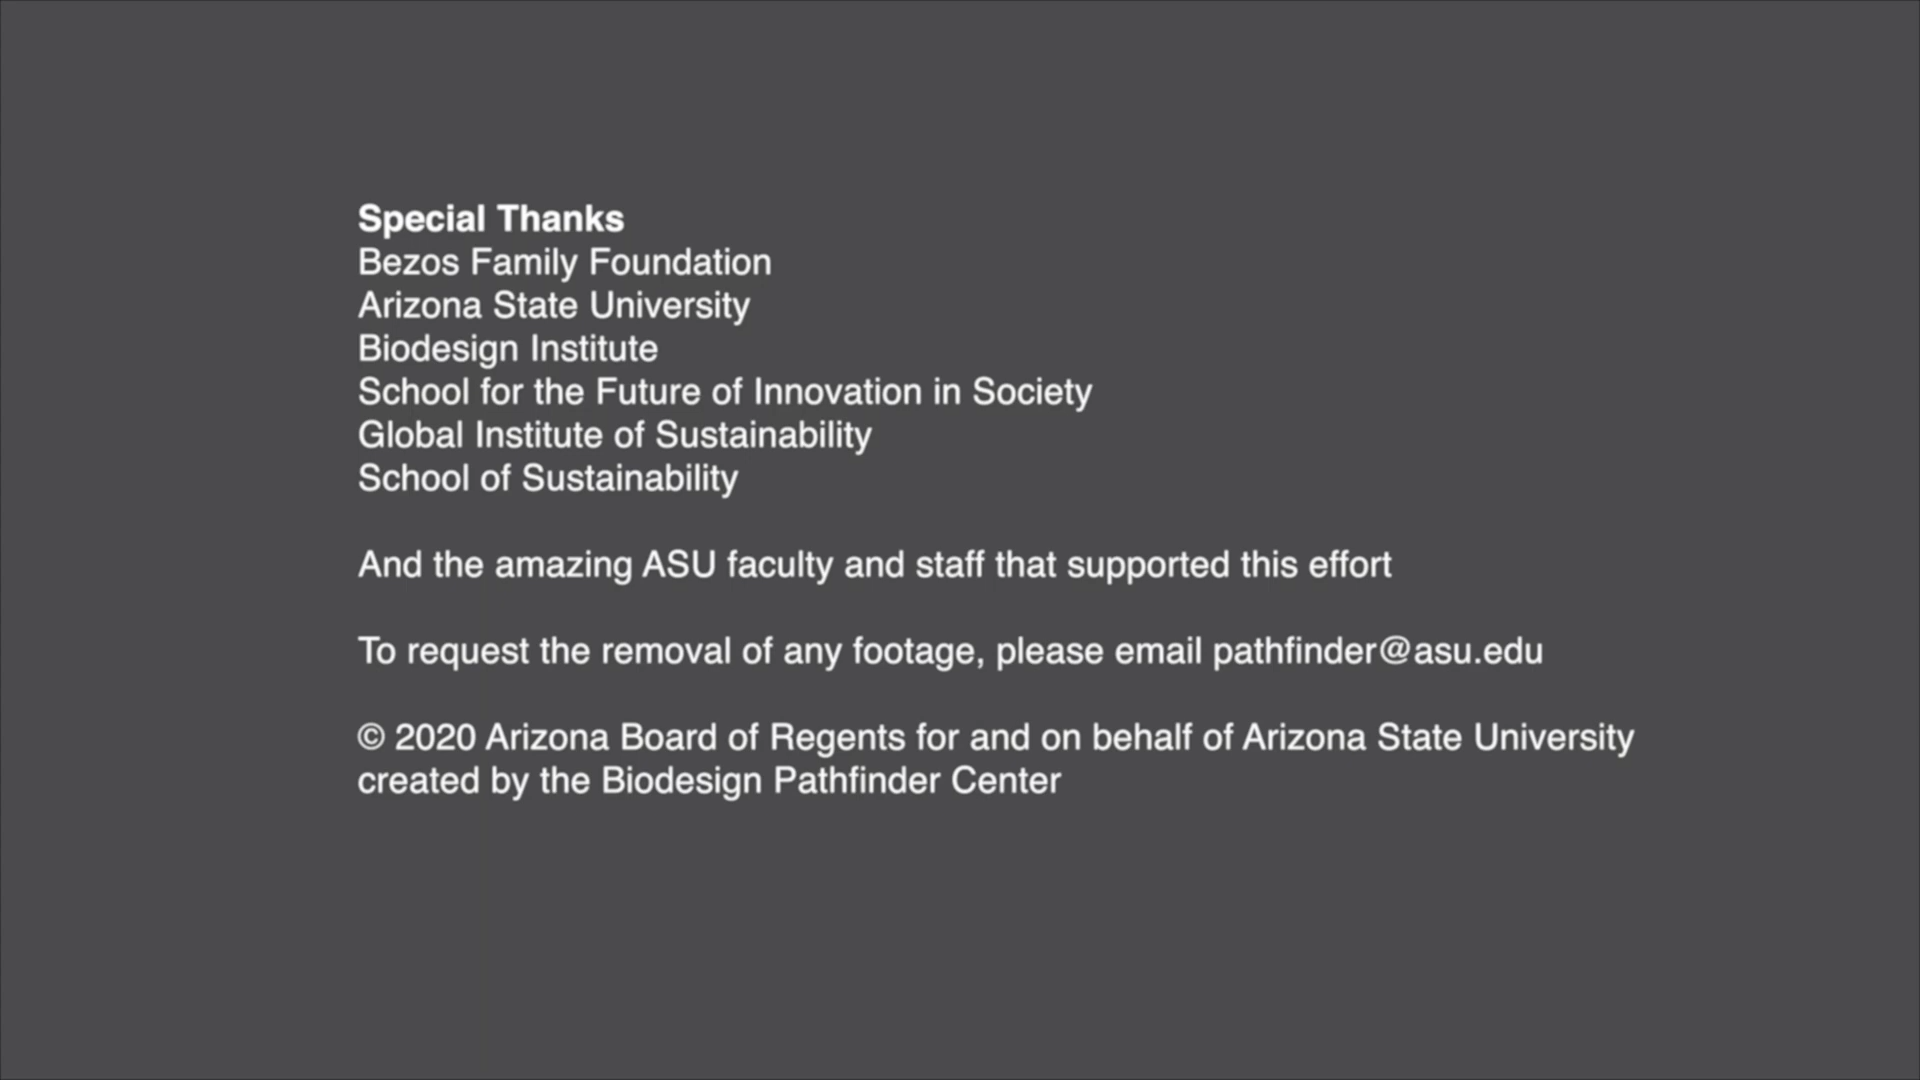 Special Thanks
Bezos Family Foundation
Arizona State University
Biodesign Institute
School for the Future of Innovation in Society
Global Institute of Sustainability
School of Sustainability
And the amazing ASU faculty and staff that supported this effort
To request the removal of any footage, please email pathfinder@asu.edu
© 2020 Arizona Board of Regents for and on behalf of Arizona State University
created by the Biodesign Pathfinder Center